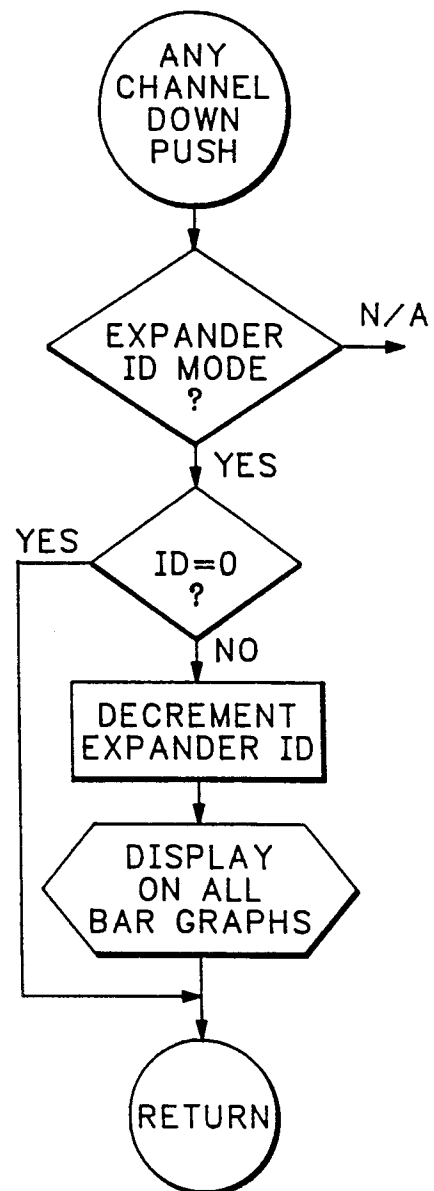 ANY
CHANNEL
DOWN
PUSH
N/A
EXPANDER
ID MODE
?
YES
YES
ID=0
?
NO
DECREMENT
EXPANDER ID
DISPLAY
ON ALL
BAR GRAPHS
RETURN